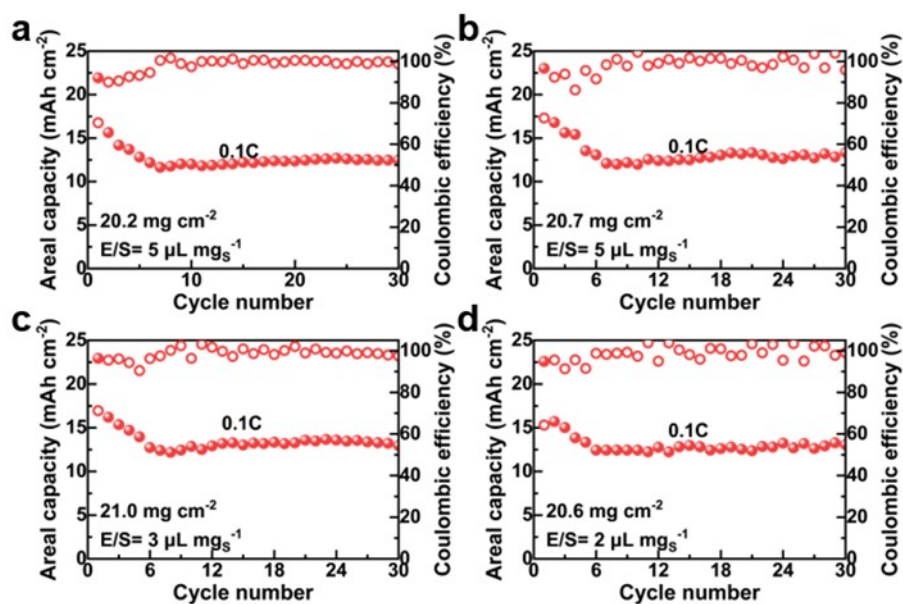 a
Areal capacity (mAh cm-2)
25
20
15
10
5
0
0.1C
20.2 mg cm-2
E/S= 5 µL mgS-1
100
80
60
40
20
0
Coulombic efficiency (%)
0 10 20 30
Cycle number
b
Areal capacity (mAh cm-2)
25
20
15
10
5
0
0.1C
20.7 mg cm-2
E/S= 5 µL mgS-1
100
80
60
40
20
0
Coulombic efficiency (%)
0 6 12 18 24 30
Cycle number
c
Areal capacity (mAh cm-2)
25
20
15
10
5
0
0.1C
21.0 mg cm-2
E/S= 3 µL mgS-1
100
80
60
40
20
0
Coulombic efficiency (%)
0 6 12 18 24 30
Cycle number
d
Areal capacity (mAh cm-2)
25
20
15
10
5
0
0.1C
20.6 mg cm-2
E/S= 2 µL mgS-1
100
80
60
40
20
0
Coulombic efficiency (%)
0 6 12 18 24 30
Cycle number